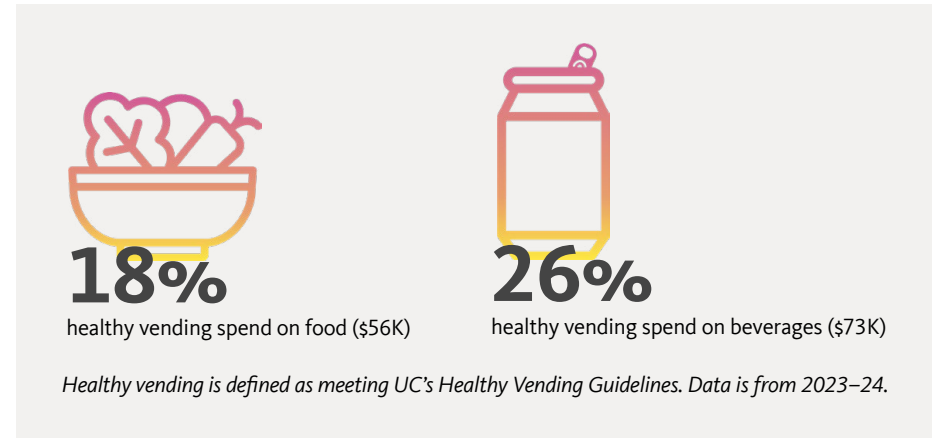 18%
healthy vending spend on food ($56K)
26%
healthy vending spend on beverages ($73K)
Healthy vending is defined as meeting UC's Healthy Vending Guidelines. Data is from 2023–24.